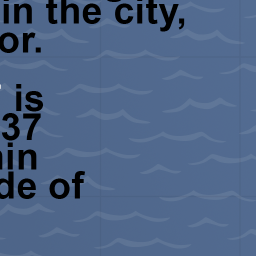 in the city,
or.
is
37
in
de of